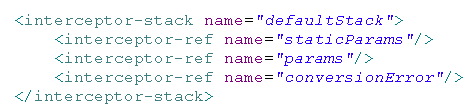 <interceptor-stack name="defaultStack">
<interceptor-ref name="staticParams"/>
<interceptor-ref name="params"/>
<interceptor-ref name="conversionError"/>
</interceptor-stack>